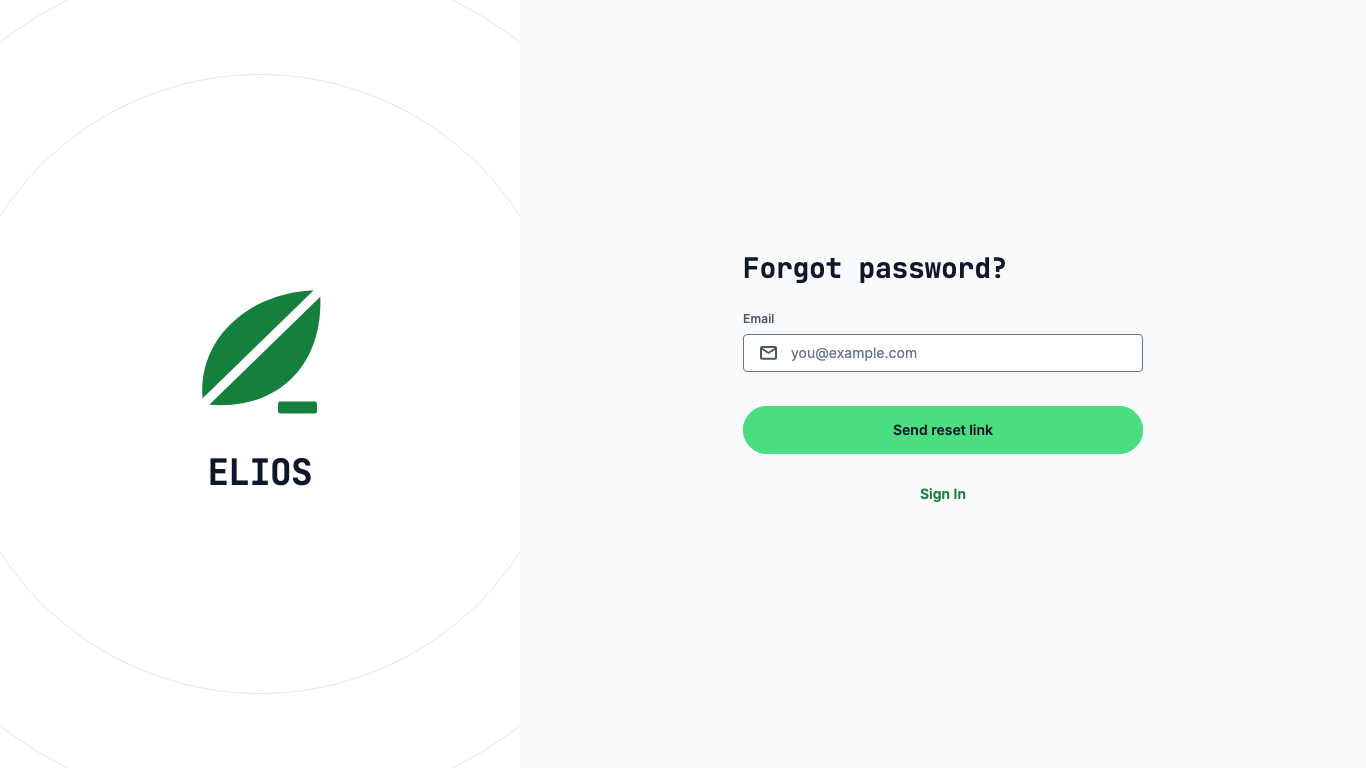 ELIOS
Forgot password?
Email
you@example.com
Send reset link
Sign In